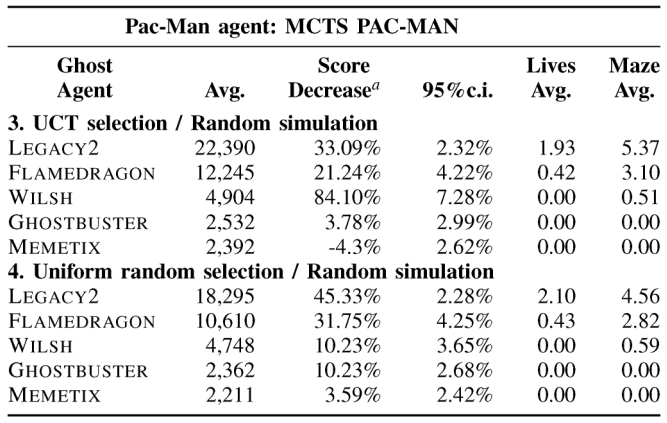 Pac-Man agent: MCTS PAC-MAN
Ghost Score Lives Maze
Agent Avg. Decreaseᵃ 95%c.i. Avg. Avg.
3. UCT selection / Random simulation
LEGACY2 22,390 33.09% 2.32% 1.93 5.37
FLAMEDRAGON 12,245 21.24% 4.22% 0.42 3.10
WILSH 4,904 84.10% 7.28% 0.00 0.51
GHOSTBUSTER 2,532 3.78% 2.99% 0.00 0.00
MEMETIX 2,392 -4.3% 2.62% 0.00 0.00
4. Uniform random selection / Random simulation
LEGACY2 18,295 45.33% 2.28% 2.10 4.56
FLAMEDRAGON 10,610 31.75% 4.25% 0.43 2.82
WILSH 4,748 10.23% 3.65% 0.00 0.59
GHOSTBUSTER 2,362 10.23% 2.68% 0.00 0.00
MEMETIX 2,211 3.59% 2.42% 0.00 0.00